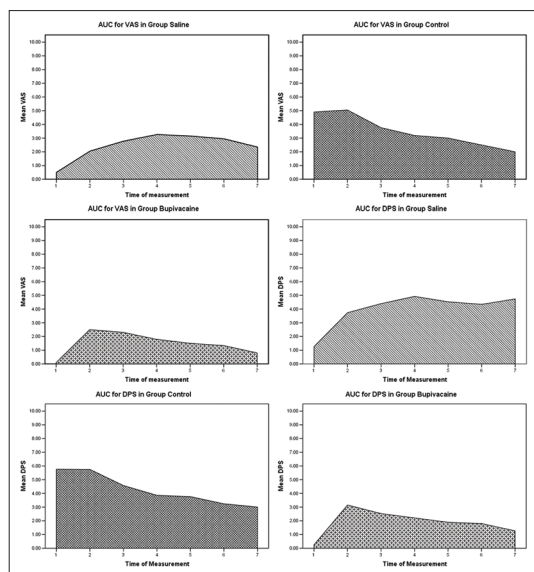 AUC for VAS in Group Saline
10.00
9.00
8.00
7.00
6.00
5.00
4.00
3.00
2.00
1.00
0.00
Mean VAS
1 2 3 4 5 6 7
Time of measurement
AUC for VAS in Group Control
10.00
9.00
8.00
7.00
6.00
5.00
4.00
3.00
2.00
1.00
0.00
Mean VAS
1 2 3 4 5 6 7
Time of Measurement
AUC for VAS in Group Bupivacaine
10.00
9.00
8.00
7.00
6.00
5.00
4.00
3.00
2.00
1.00
0.00
Mean VAS
1 2 3 4 5 6 7
Time of measurement
AUC for DPS in Group Saline
10.00
9.00
8.00
7.00
6.00
5.00
4.00
3.00
2.00
1.00
0.00
Mean DPS
1 2 3 4 5 6 7
Time of Measurement
AUC for DPS in Group Control
10.00
9.00
8.00
7.00
6.00
5.00
4.00
3.00
2.00
1.00
0.00
Mean DPS
1 2 3 4 5 6 7
Time of Measurement
AUC for DPS in Group Bupivacaine
10.00
9.00
8.00
7.00
6.00
5.00
4.00
3.00
2.00
1.00
0.00
Mean DPS
1 2 3 4 5 6 7
Time of Measurement